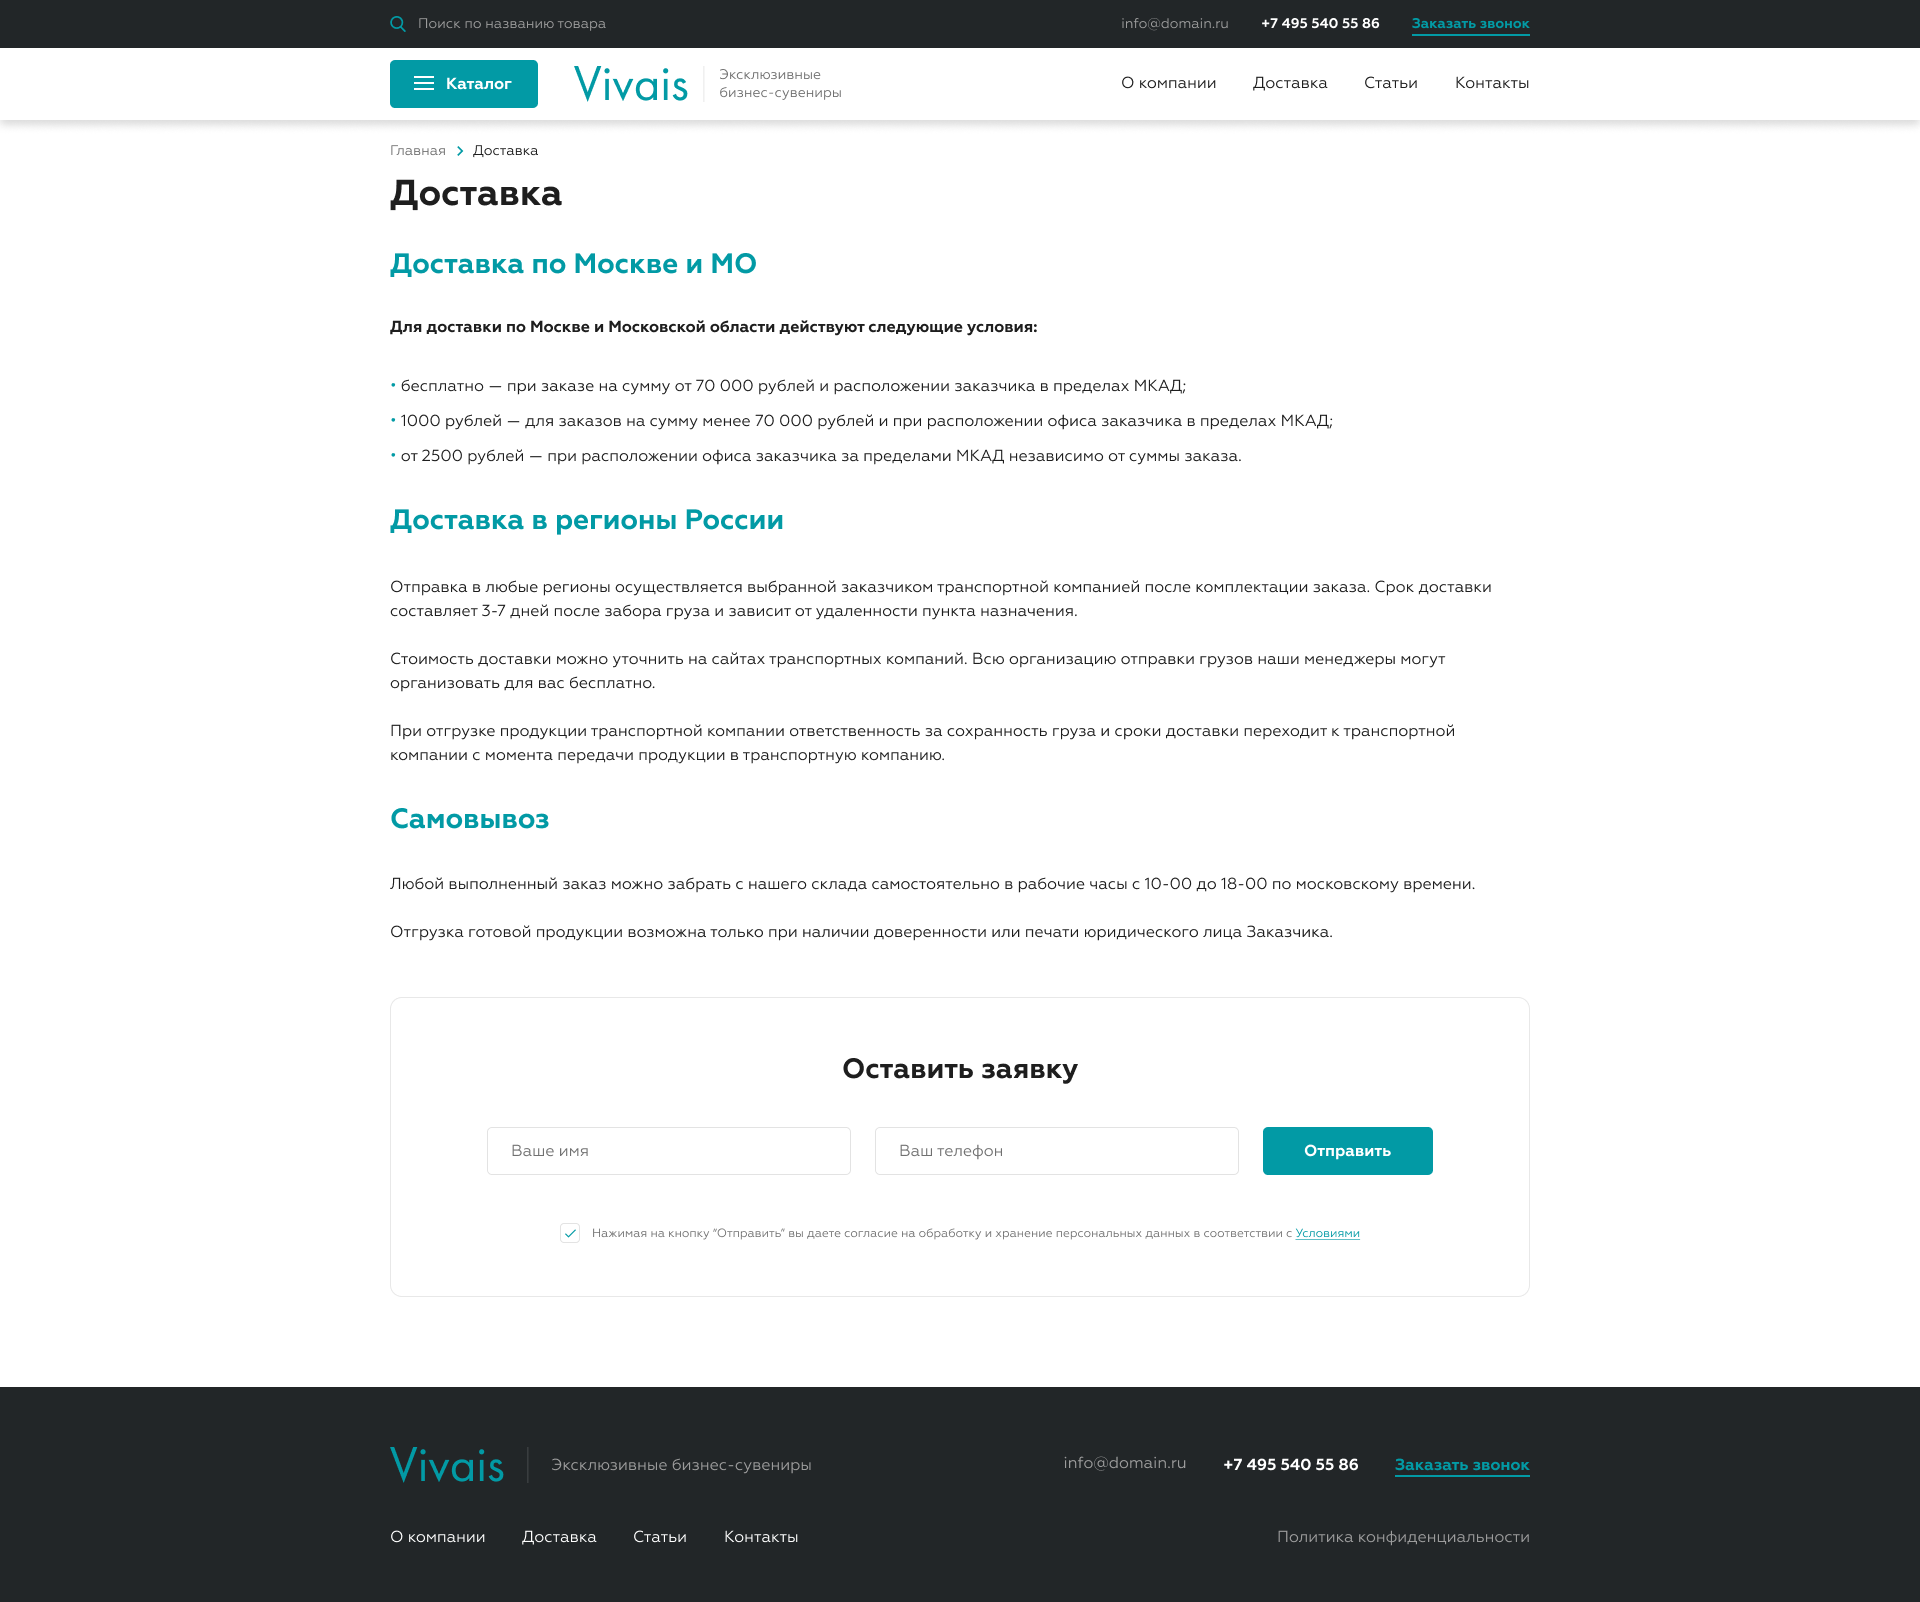 Поиск по названию товара
info@domain.ru
+7 495 540 55 86
Заказать звонок
Каталог
Vivais
Эксклюзивные
бизнес-сувениры
О компании
Доставка
Статьи
Контакты
Главная
Доставка
Доставка
Доставка по Москве и МО
Для доставки по Москве и Московской области действуют следующие условия:
• бесплатно — при заказе на сумму от 70 000 рублей и расположении заказчика в пределах МКАД;
• 1000 рублей — для заказов на сумму менее 70 000 рублей и при расположении офиса заказчика в пределах МКАД;
• от 2500 рублей — при расположении офиса заказчика за пределами МКАД независимо от суммы заказа.
Доставка в регионы России
Отправка в любые регионы осуществляется выбранной заказчиком транспортной компанией после комплектации заказа. Срок доставки
составляет 3-7 дней после забора груза и зависит от удаленности пункта назначения.
Стоимость доставки можно уточнить на сайтах транспортных компаний. Всю организацию отправки грузов наши менеджеры могут
организовать для вас бесплатно.
При отгрузке продукции транспортной компании ответственность за сохранность груза и сроки доставки переходит к транспортной
компании с момента передачи продукции в транспортную компанию.
Самовывоз
Любой выполненный заказ можно забрать с нашего склада самостоятельно в рабочие часы с 10-00 до 18-00 по московскому времени.
Отгрузка готовой продукции возможна только при наличии доверенности или печати юридического лица Заказчика.
Оставить заявку
Ваше имя
Ваш телефон
Отправить
Нажимая на кнопку "Отправить" вы даете согласие на обработку и хранение персональных данных в соответствии с Условиями
Vivais
Эксклюзивные бизнес-сувениры
info@domain.ru
+7 495 540 55 86
Заказать звонок
О компании
Доставка
Статьи
Контакты
Политика конфиденциальности